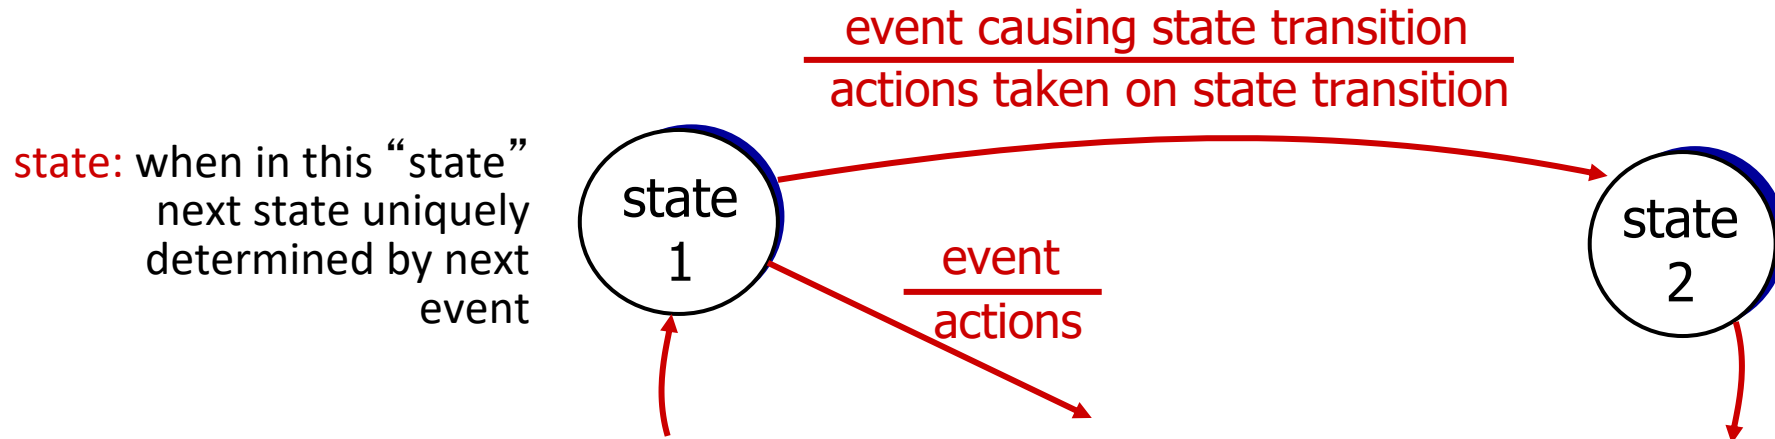 event causing state transition
actions taken on state transition
state: when in this “state”
next state uniquely
determined by next
event
state
1
event
actions
state
2